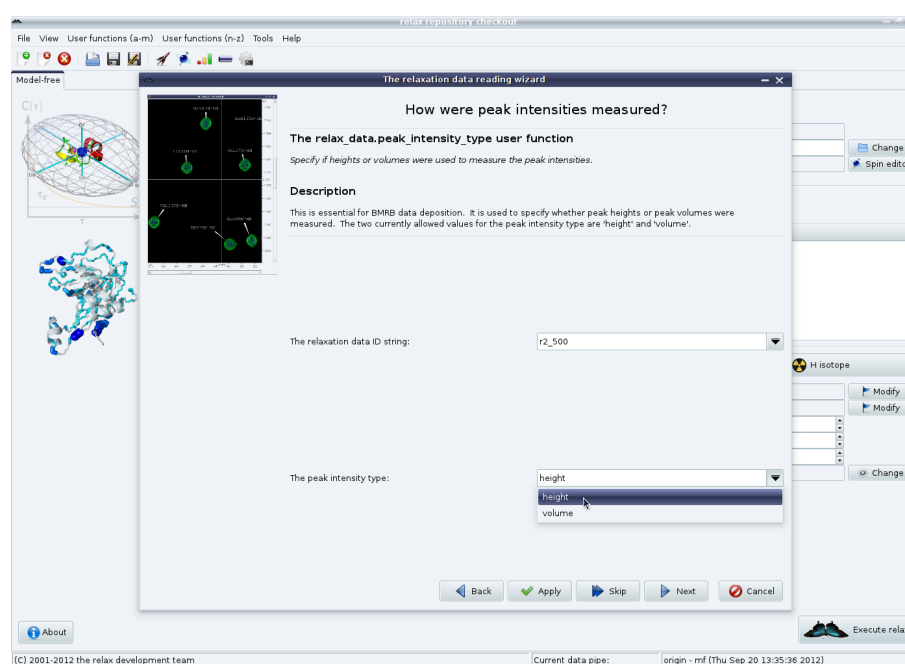 relax repository checkout
File View User functions (a-m) User functions (n-z) Tools Help
Model-free
The relaxation data reading wizard
C(τ)
τe
S
τ
How were peak intensities measured?
The relax_data.peak_intensity_type user function
Specify if heights or volumes were used to measure the peak intensities.
Description
This is essential for BMRB data deposition. It is used to specify whether peak heights or peak volumes were
measured. The two currently allowed values for the peak intensity type are 'height' and 'volume'.
The relaxation data ID string:
r2_500
The peak intensity type:
height
height
volume
Back
Apply
Skip
Next
Cancel
Change
Spin edito
H isotope
Modify
Modify
Change
About
Execute rela
(C) 2001-2012 the relax development team
Current data pipe:
origin - mf (Thu Sep 20 13:35:36 2012)